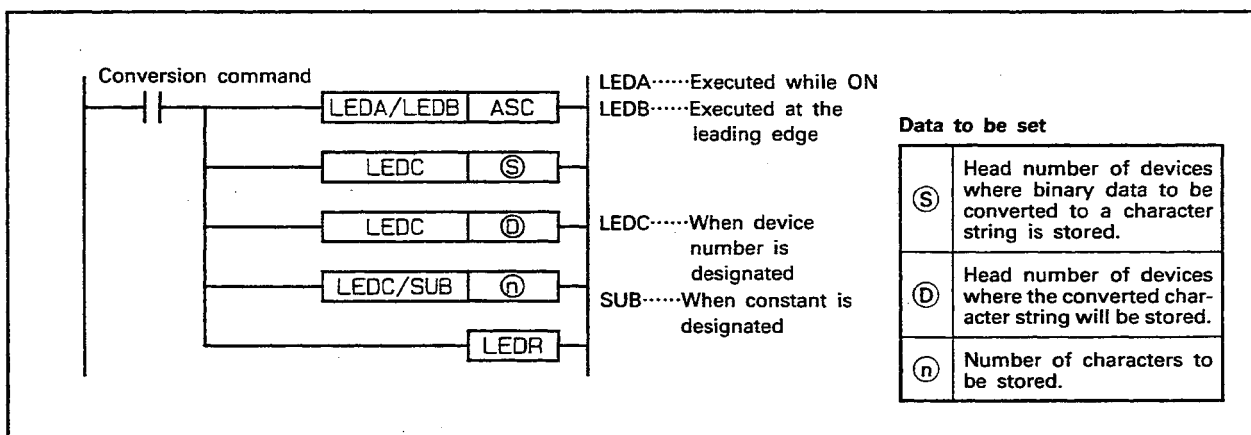 Conversion command
LEDA/LEDB ASC
LEDC Ⓢ
LEDC Ⓓ
LEDC/SUB ⓝ
LEDR
LEDA······Executed while ON
LEDB······Executed at the
leading edge
LEDC······When device
number is
designated
SUB······When constant is
designated
Data to be set
Ⓢ Head number of devices
where binary data to be
converted to a character
string is stored.
Ⓓ Head number of devices
where the converted char-
acter string will be stored.
ⓝ Number of characters to
be stored.